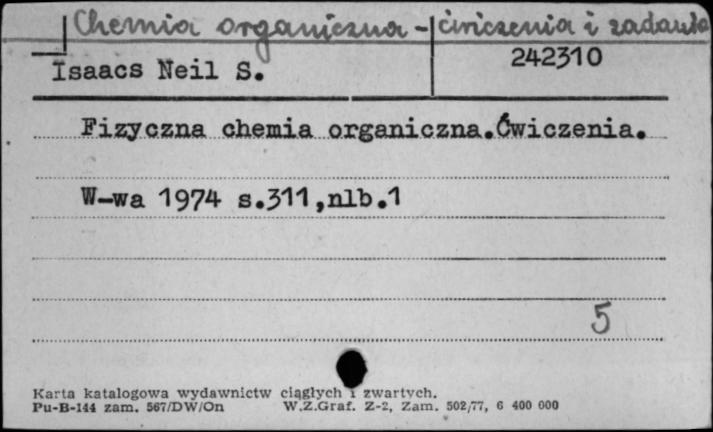 Chemia organiczna - ćwiczenia i zadania
Isaacs Neil S.
242310
Fizyczna chemia organiczna.Ćwiczenia.
W-wa 1974 s.311,nlb.1
5
Karta katalogowa wydawnictw ciągłych i zwartych.
Pu-B-144 zam. 567/DW/On W.Z.Graf. Z-2, Zam. 502/77, 6 400 000